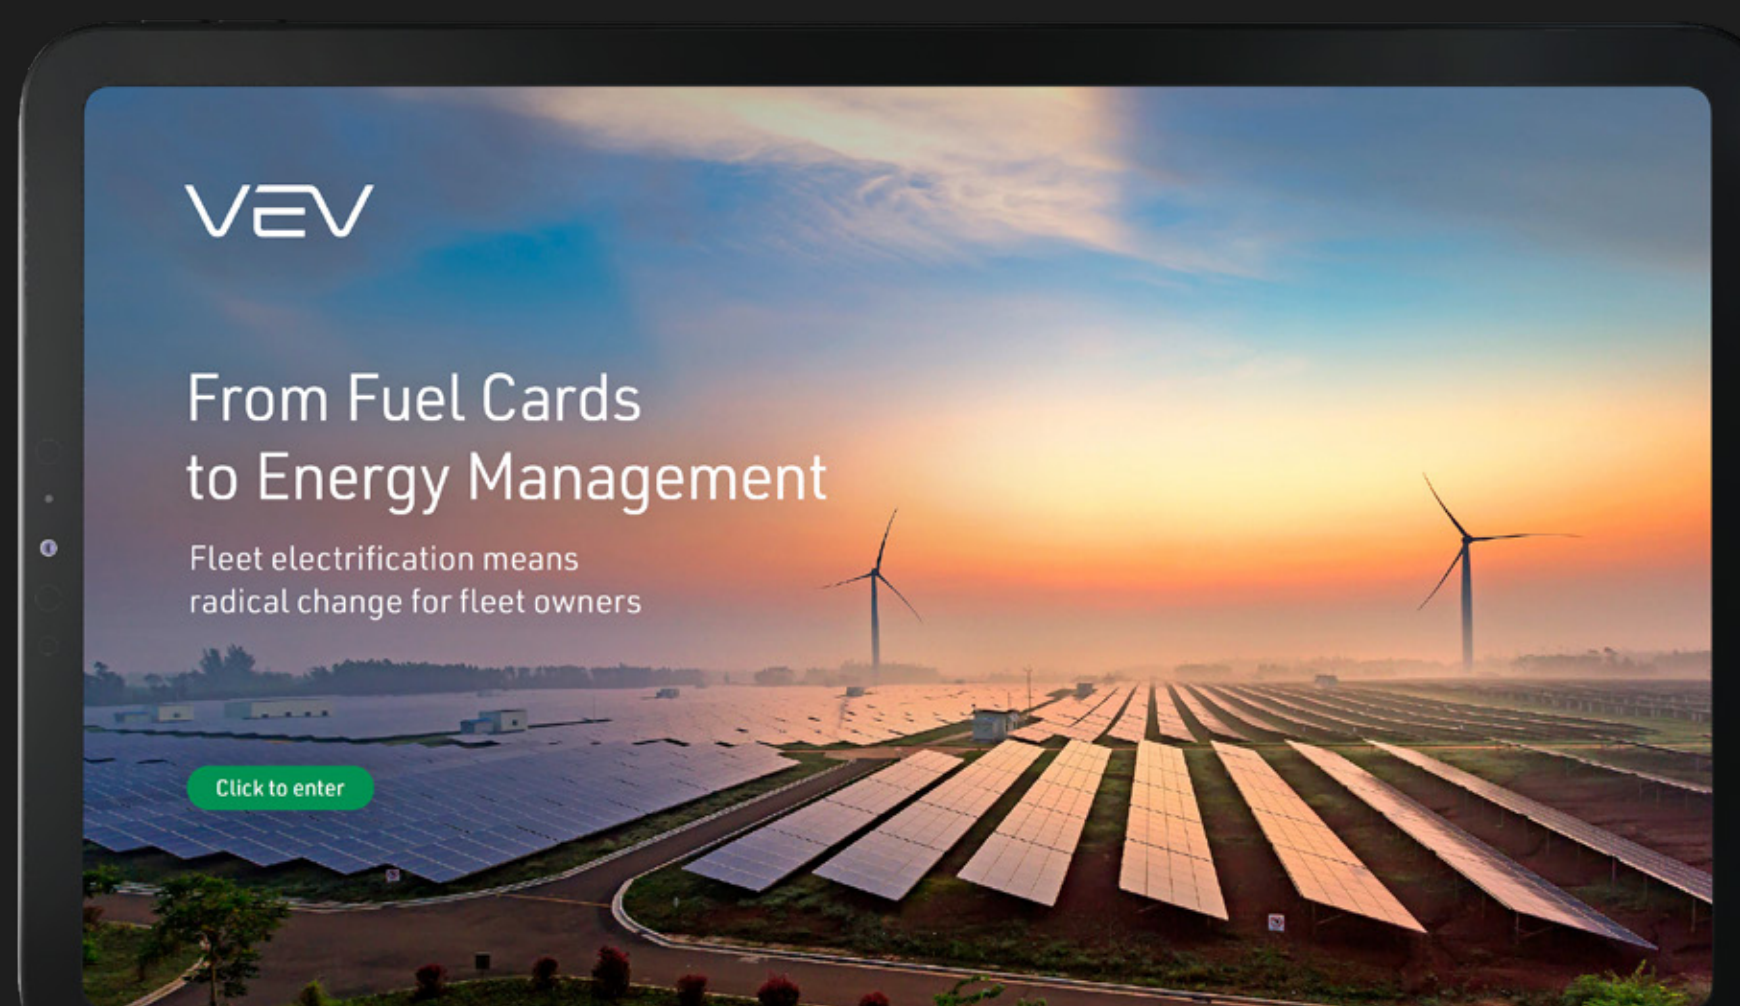 VEV
From Fuel Cards
to Energy Management
Fleet electrification means
radical change for fleet owners
Click to enter